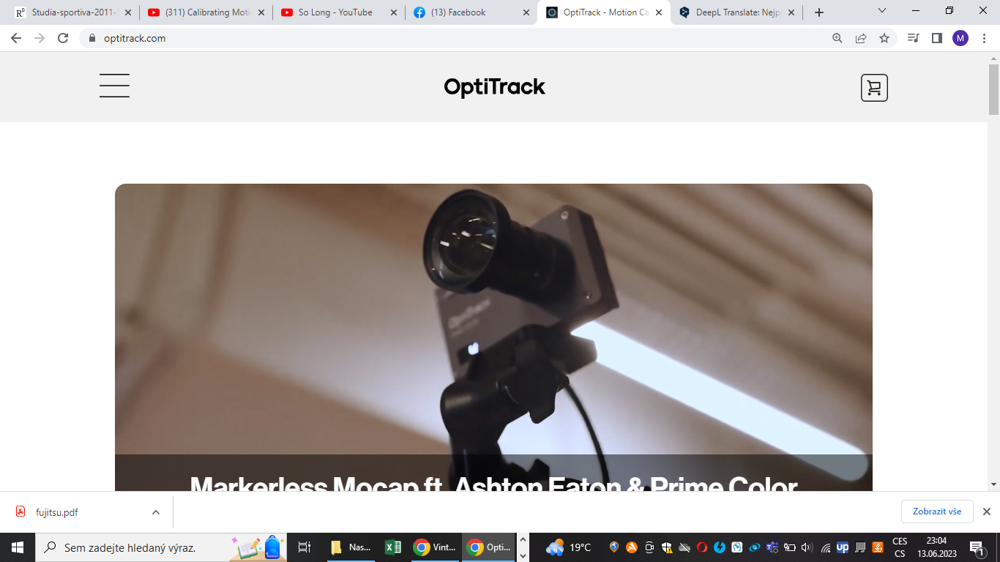 Studia-sportiva-2011-
(311) Calibrating Moti
So Long - YouTube
(13) Facebook
OptiTrack - Motion Ca
DeepL Translate: Nejp
optitrack.com
M
OptiTrack
OptiTrack
Markerless Mocap ft. Ashton Eaton & Prime Color
fujitsu.pdf
Zobrazit vše
Sem zadejte hledaný výraz.
Nas...
Vint...
Opti...
19°C
up
CES
CS
23:04
13.06.2023
1